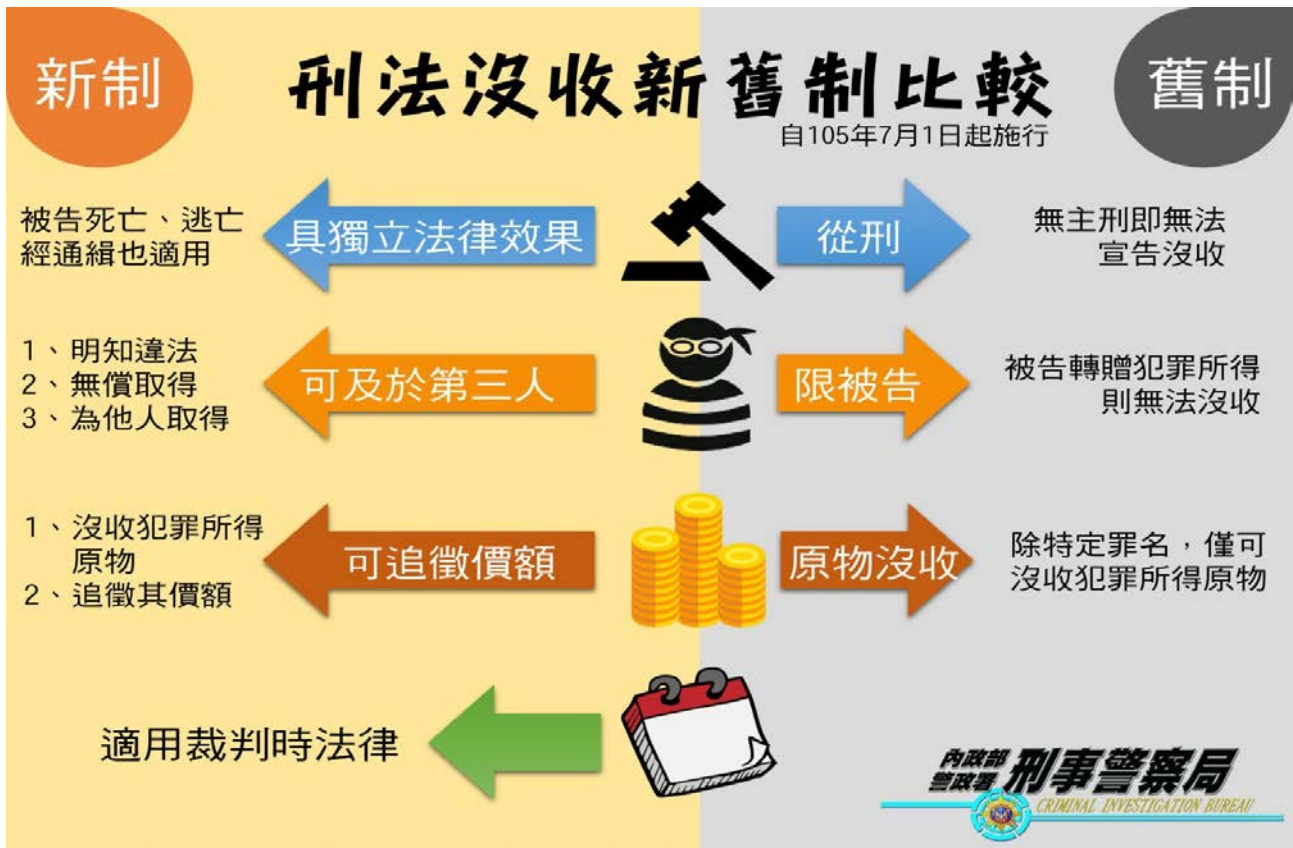 新制
刑法沒收新舊制比較
舊制
自105年7月1日起施行
被告死亡、逃亡
經通緝也適用
具獨立法律效果
從刑
無主刑即無法
宣告沒收
1、明知違法
2、無償取得
3、為他人取得
可及於第三人
限被告
被告轉贈犯罪所得
則無法沒收
1、沒收犯罪所得
原物
2、追徵其價額
可追徵價額
原物沒收
除特定罪名，僅可
沒收犯罪所得原物
適用裁判時法律
內政部
警政署
刑事警察局
CRIMINAL INVESTIGATION BUREAU